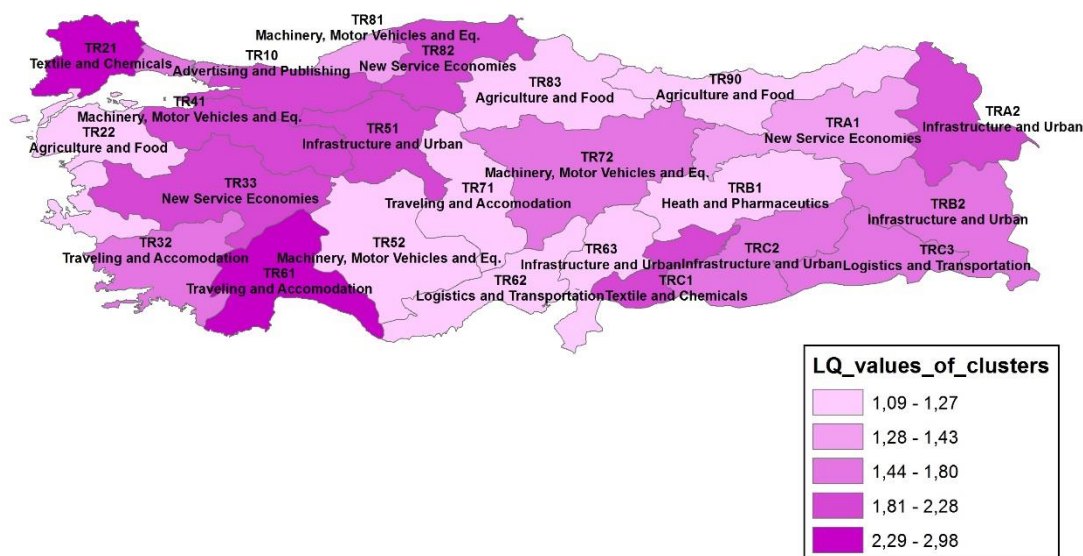 TR81
Machinery, Motor Vehicles and Eq.
TR82
New Service Economies
TR21
Textile and Chemicals
TR10
Advertising and Publishing
TR83
Agriculture and Food
TR90
Agriculture and Food
TR41
Machinery, Motor Vehicles and Eq.
TRA2
Infrastructure and Urban
TRA1
New Service Economies
TR22
Agriculture and Food
TR51
Infrastructure and Urban
TR72
Machinery, Motor Vehicles and Eq.
TR33
New Service Economies
TR71
Traveling and Accomodation
TRB1
Heath and Pharmaceutics
TRB2
Infrastructure and Urban
TR32
Traveling and Accomodation
TR52
Machinery, Motor Vehicles and Eq.
TR63
Infrastructure and Urban
TRC2
Infrastructure and Urban
TRC3
Logistics and Transportation
TR61
Traveling and Accomodation
TR62
Logistics and Transportation
TRC1
Textile and Chemicals
LQ_values_of_clusters
1,09 - 1,27
1,28 - 1,43
1,44 - 1,80
1,81 - 2,28
2,29 - 2,98